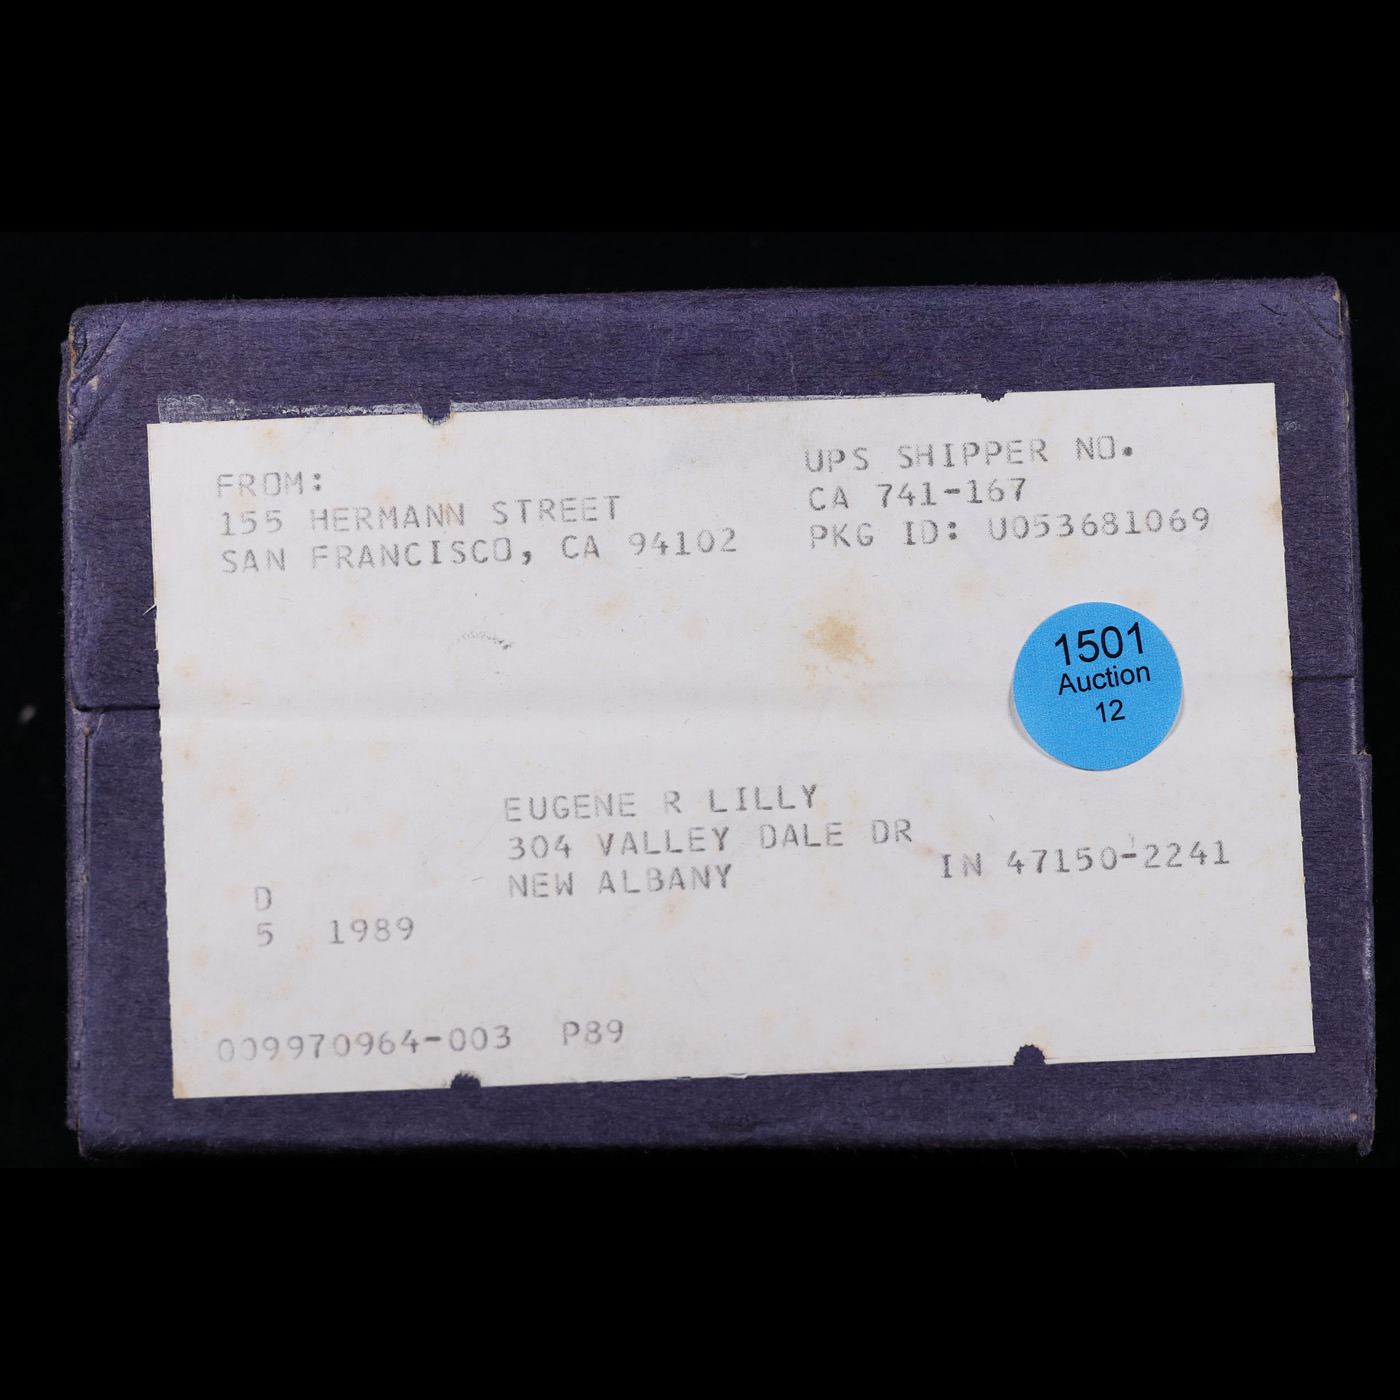 FROM:
155 HERMANN STREET
SAN FRANCISCO, CA 94102
UPS SHIPPER NO.
CA 741-167
PKG ID: U053681069
1501
Auction
12
EUGENE R LILLY
304 VALLEY DALE DR
NEW ALBANY IN 47150-2241
D
5 1989
009970964-003 P89